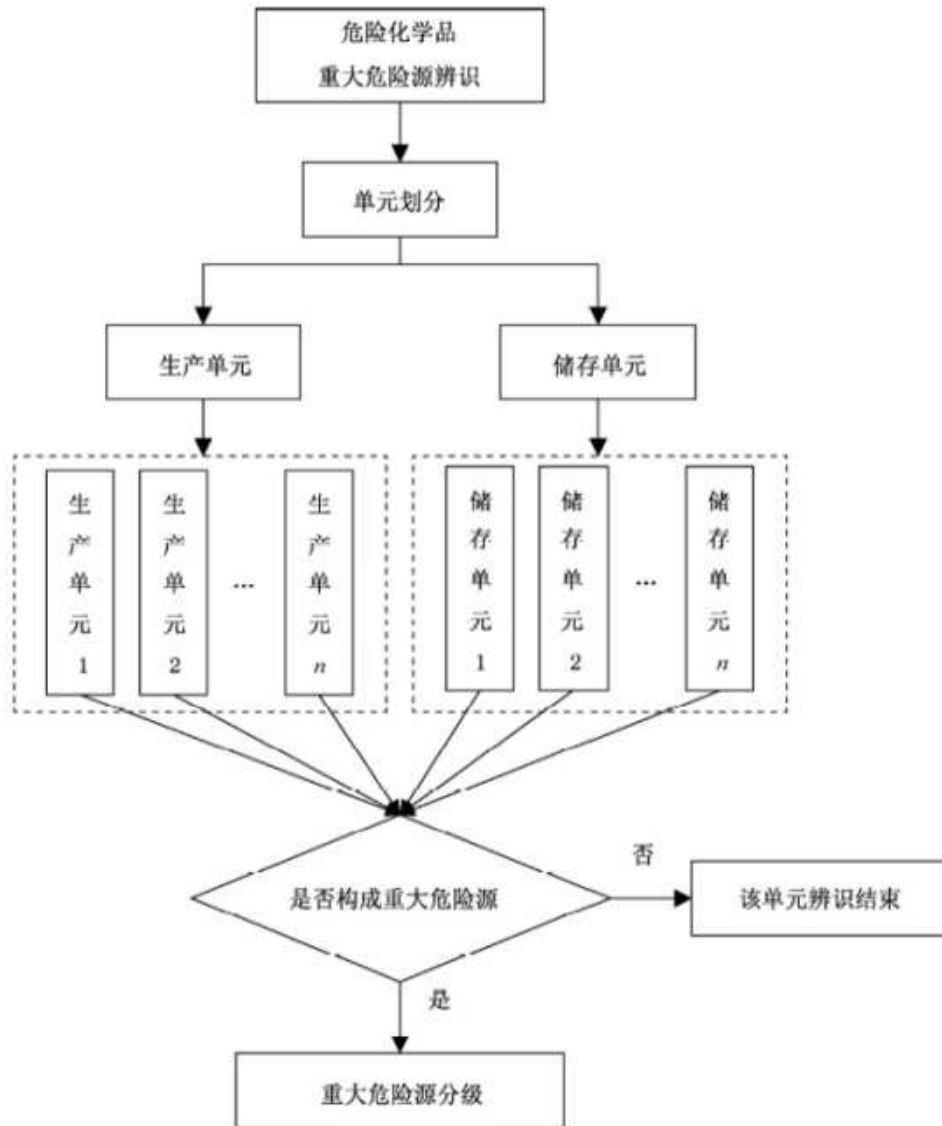 危险化学品
重大危险源辨识
单元划分
生产单元
储存单元
生产单元1
生产单元2
...
生产单元n
储存单元1
储存单元2
...
储存单元n
是否构成重大危险源
否
该单元辨识结束
是
重大危险源分级